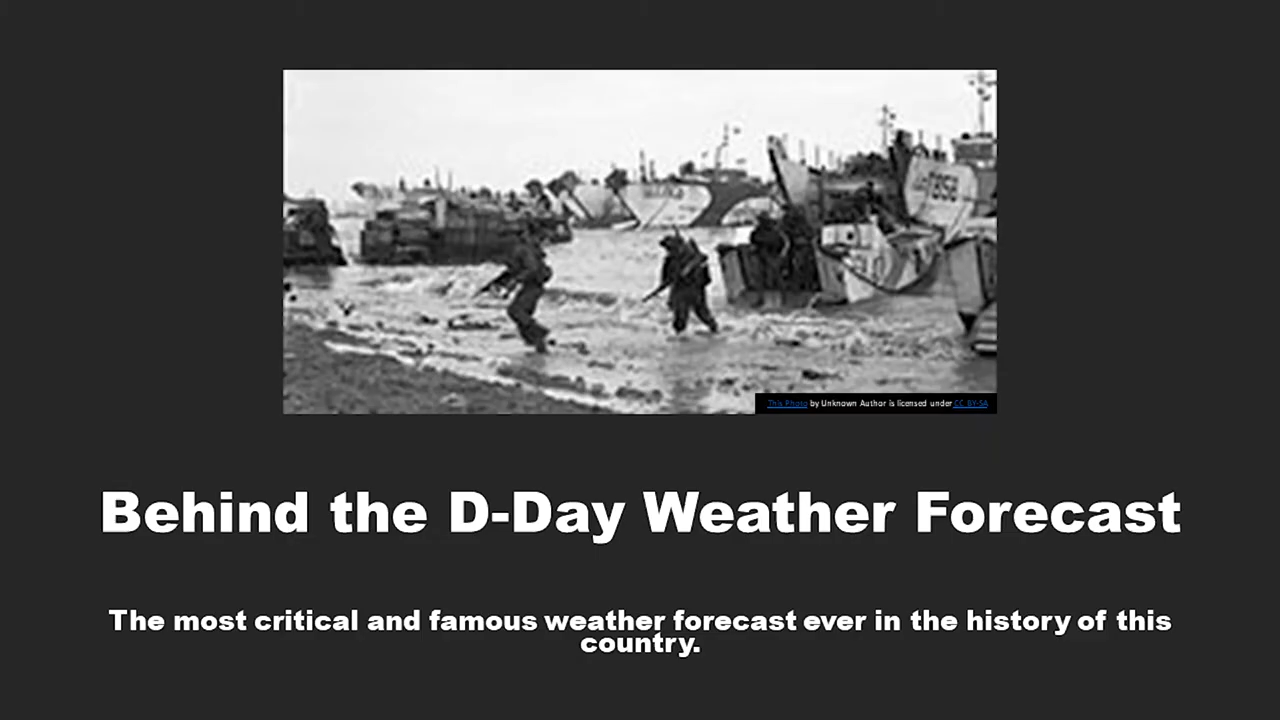 7858
This Photo by Unknown Author is licensed under CC BY-SA
Behind the D-Day Weather Forecast
The most critical and famous weather forecast ever in the history of this
country.